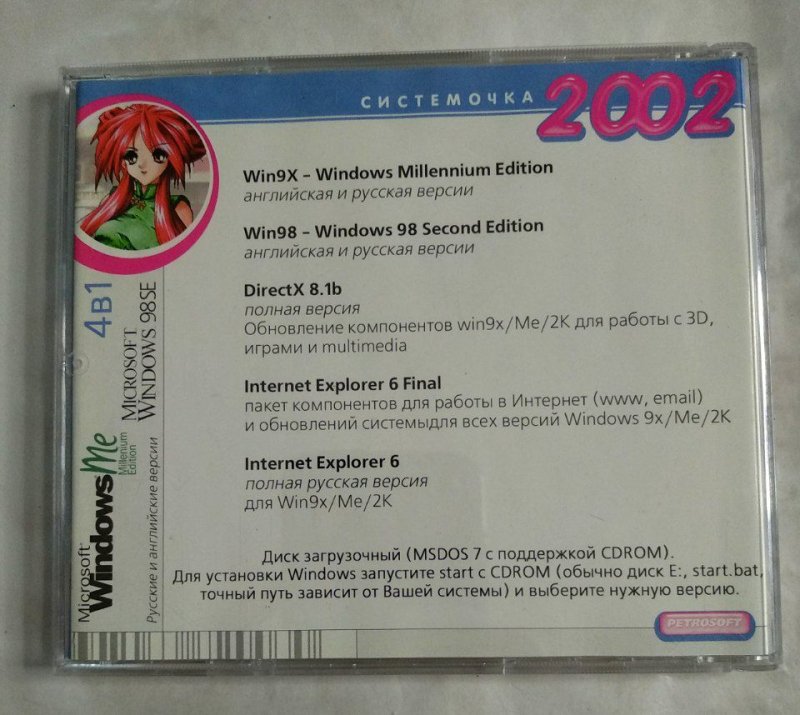 СИСТЕМОЧКА 2002
Win9X – Windows Millennium Edition
английская и русская версии
Win98 – Windows 98 Second Edition
английская и русская версии
DirectX 8.1b
полная версия
Обновление компонентов win9x/Me/2K для работы с 3D,
играми и multimedia
Internet Explorer 6 Final
пакет компонентов для работы в Интернет (www, email)
и обновлений системыдля всех версий Windows 9x/Me/2K
Internet Explorer 6
полная русская версия
для Win9x/Me/2K
Диск загрузочный (MSDOS 7 с поддержкой CDROM).
Для установки Windows запустите start с CDROM (обычно диск E:, start.bat,
точный путь зависит от Вашей системы) и выберите нужную версию.
PETROSOFT
4в1
Microsoft
Windows Me
Millenium
Edition
MICROSOFT
WINDOWS 98SE
Русские и английские версии